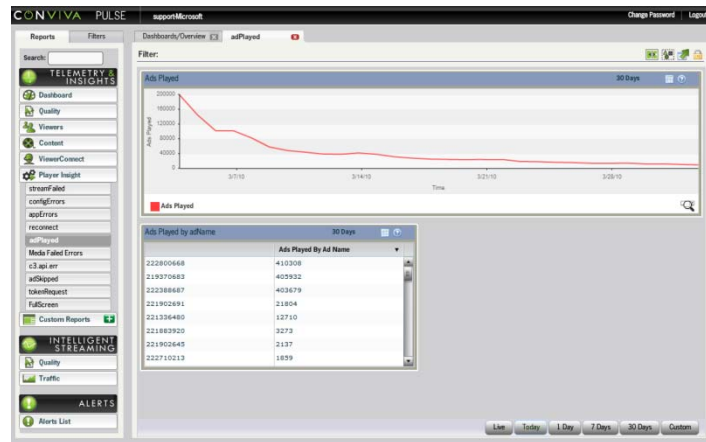 CONVIVA PULSE
support-Microsoft
Change Password
Logout
Reports
Filters
Dashboards/Overview
adPlayed
Search:
Filter:
TELEMETRY &
INSIGHTS
Dashboard
Quality
Viewers
Content
ViewerConnect
Player Insight
streamFailed
configErrors
appErrors
reconnect
adPlayed
Media Failed Errors
c3.api.err
adSkipped
tokenRequest
FullScreen
Custom Reports
INTELLIGENT
STREAMING
Quality
Traffic
ALERTS
Alerts List
Ads Played
30 Days
200000
160000
120000
80000
40000
0
Ads Played
3/7/10
3/14/10
3/21/10
3/28/10
Time
Ads Played
Ads Played by adName
30 Days
Ads Played By Ad Name
222800668 410308
219370683 405932
222388687 403679
221902691 21804
221336480 12710
221883920 3273
221902645 2137
222710213 1859
Live
Today
1 Day
7 Days
30 Days
Custom